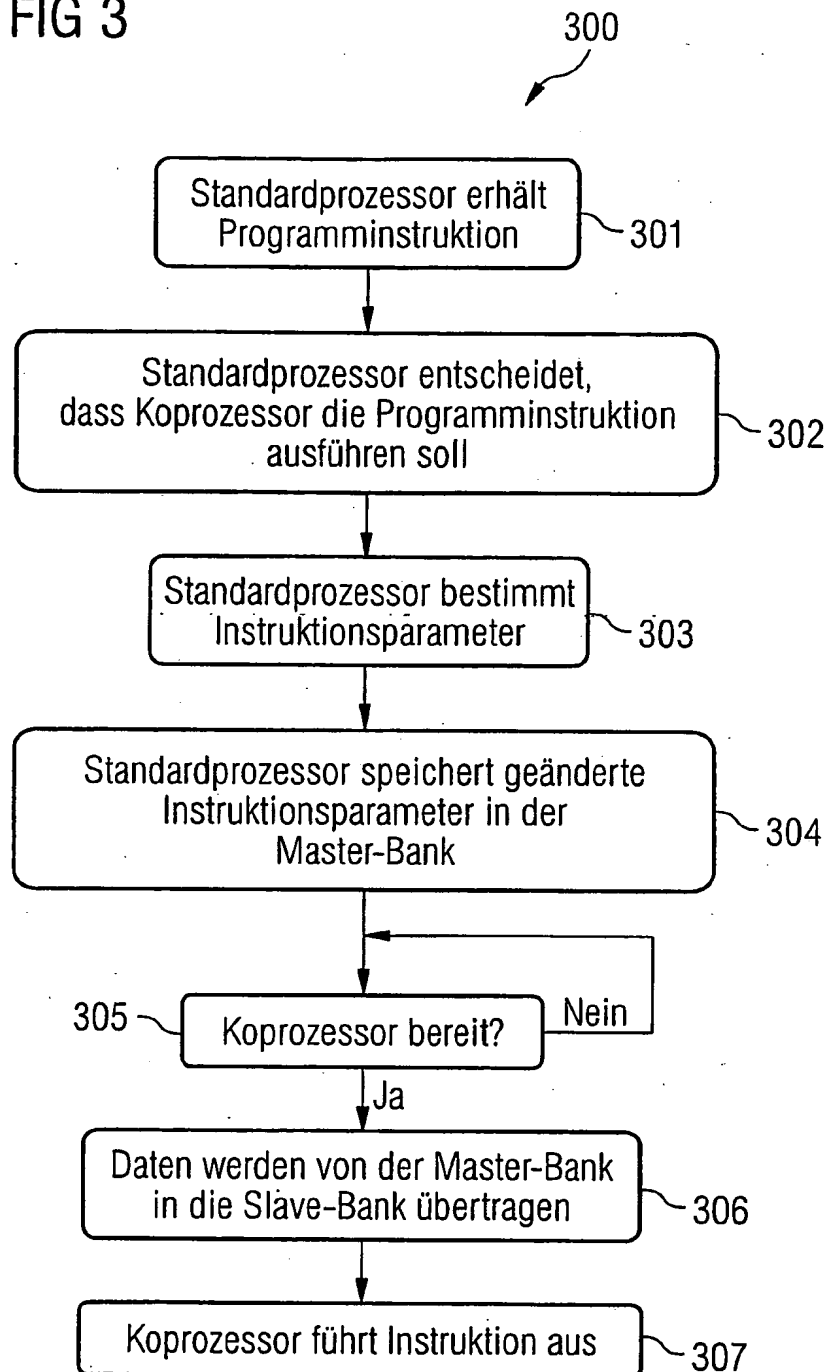 FIG 3
300
Standardprozessor erhält
Programminstruktion
301
Standardprozessor entscheidet,
dass Koprozessor die Programminstruktion
ausführen soll
302
Standardprozessor bestimmt
Instruktionsparameter
303
Standardprozessor speichert geänderte
Instruktionsparameter in der
Master-Bank
304
305
Koprozessor bereit?
Nein
Ja
Daten werden von der Master-Bank
in die Slave-Bank übertragen
306
Koprozessor führt Instruktion aus
307